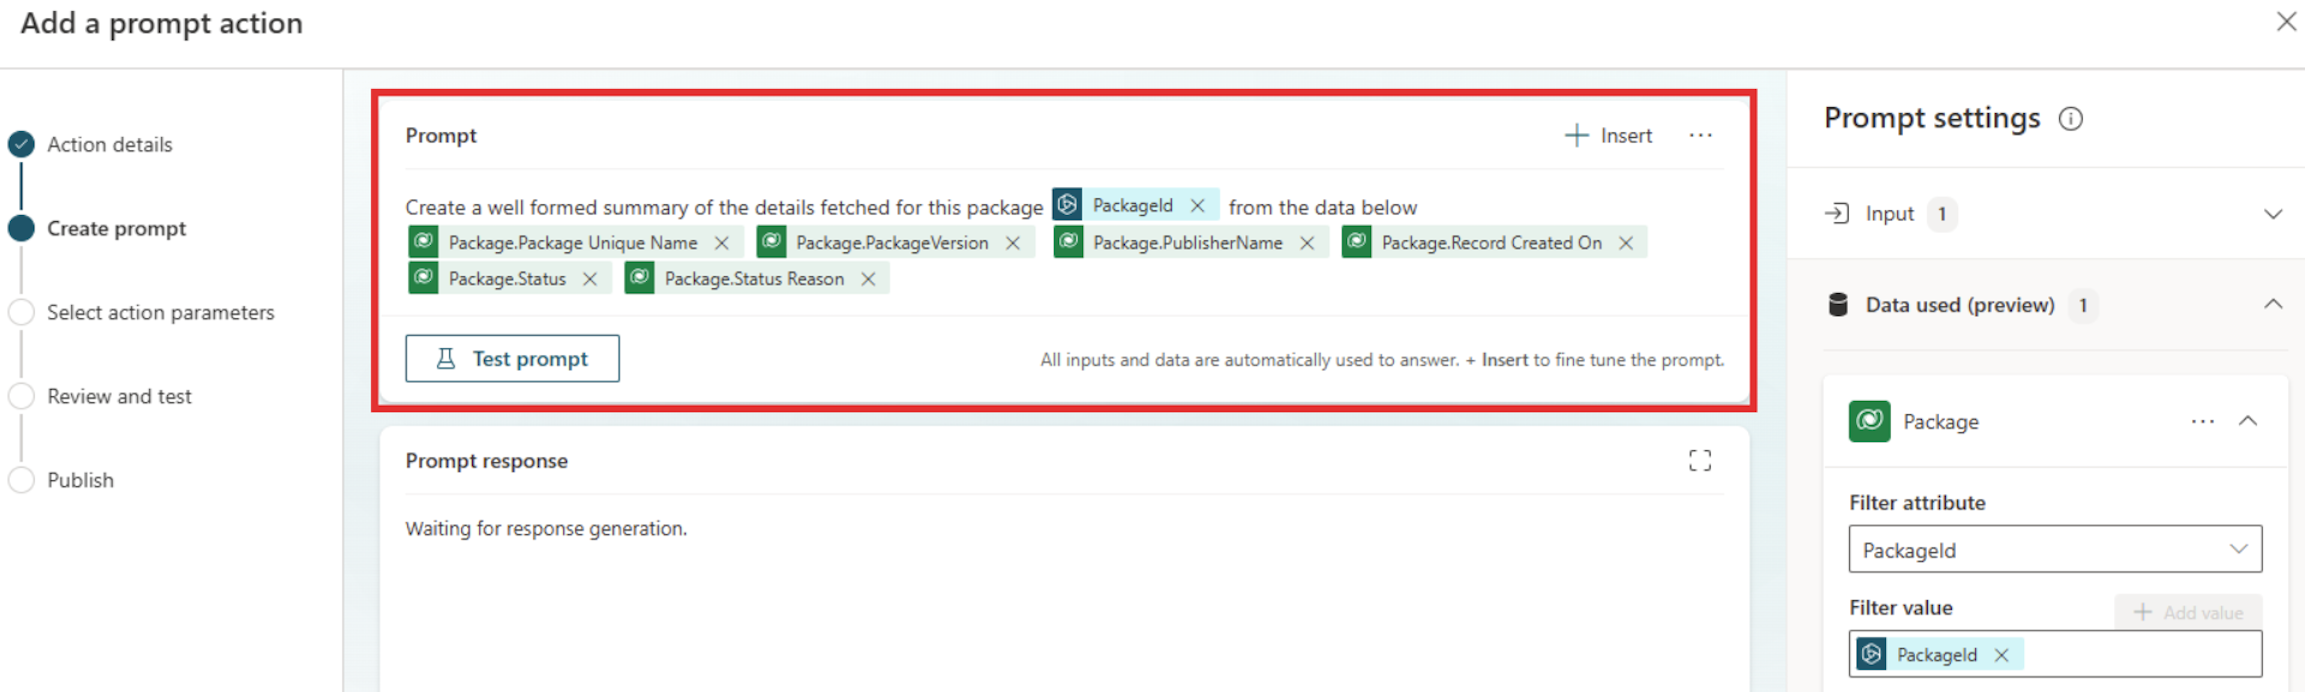 Add a prompt action
Action details
Create prompt
Select action parameters
Review and test
Publish
Prompt
Insert
Create a well formed summary of the details fetched for this package PackageId from the data below
Package.Package Unique Name Package.PackageVersion Package.PublisherName Package.Record Created On
Package.Status Package.Status Reason
Test prompt
All inputs and data are automatically used to answer. + Insert to fine tune the prompt.
Prompt response
Waiting for response generation.
Prompt settings
Input 1
Data used (preview) 1
Package
Filter attribute
PackageId
Filter value
Add value
PackageId